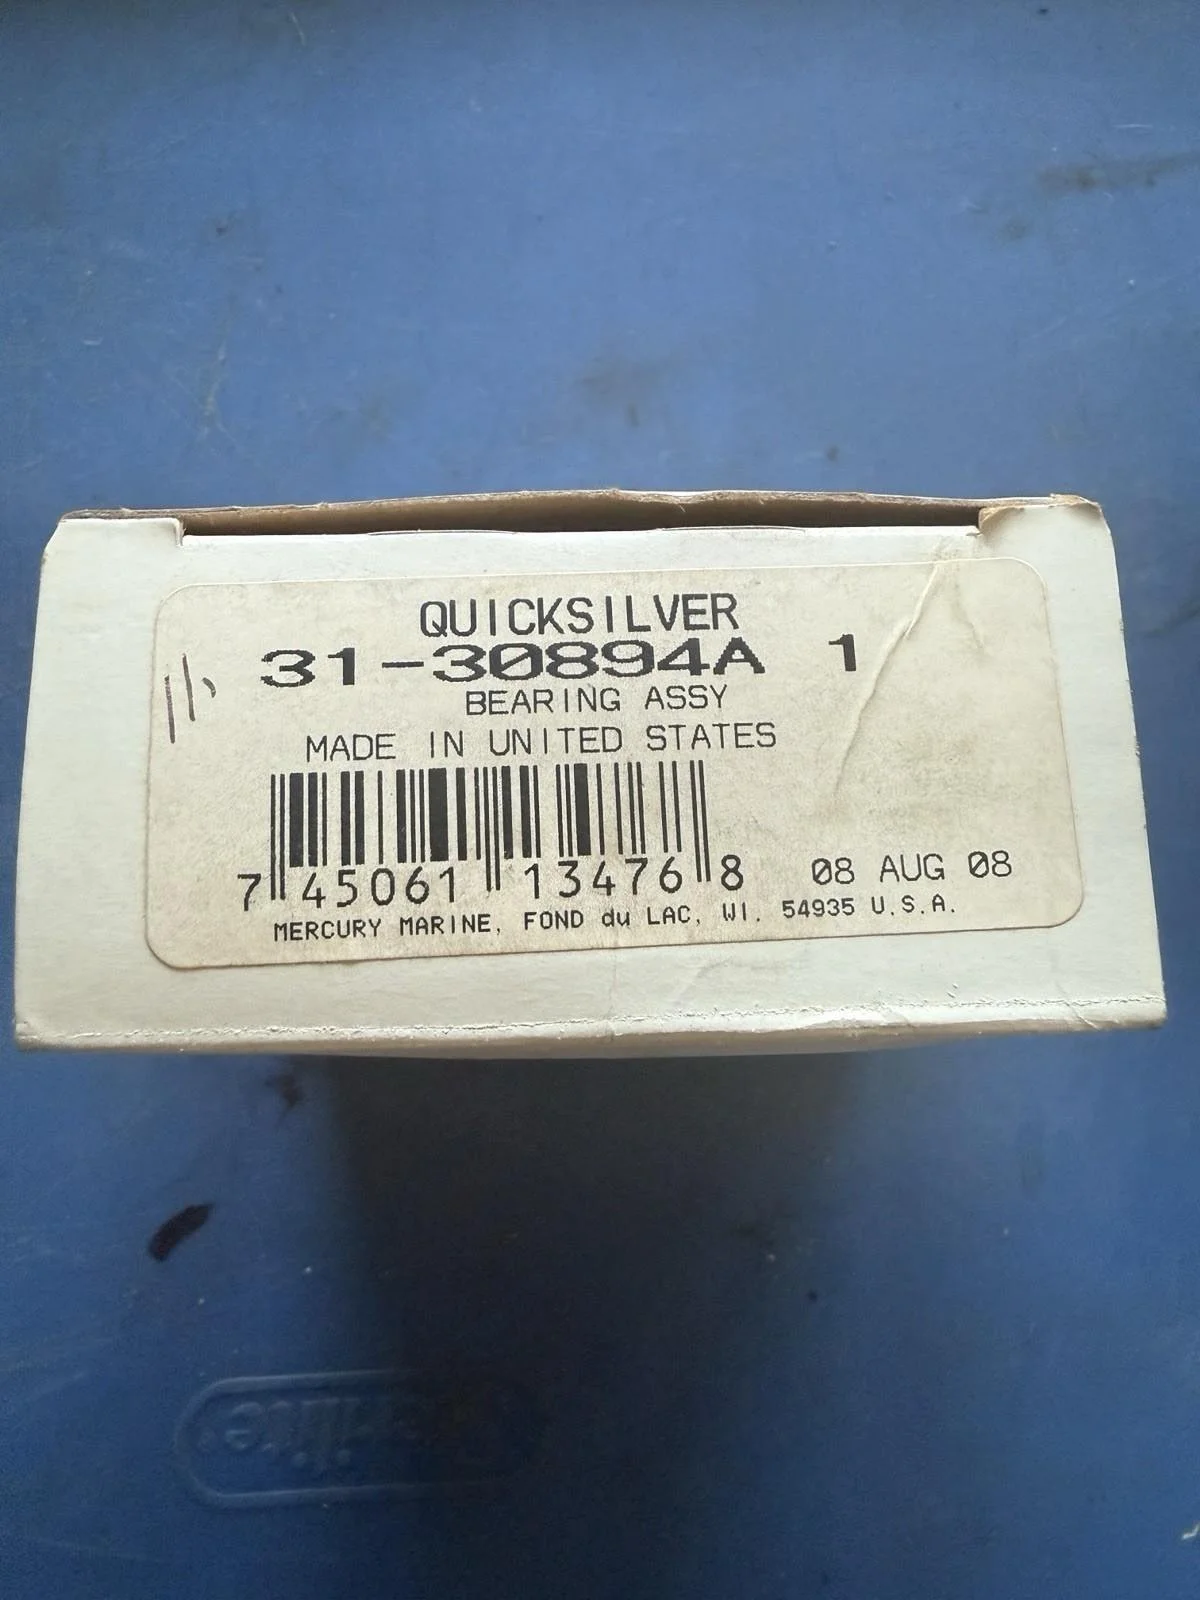 QUICKSILVER
31-30894A 1
BEARING ASSY
MADE IN UNITED STATES
7 45061 13476 8
08 AUG 08
MERCURY MARINE, FOND du LAC, WI. 54935 U.S.A.